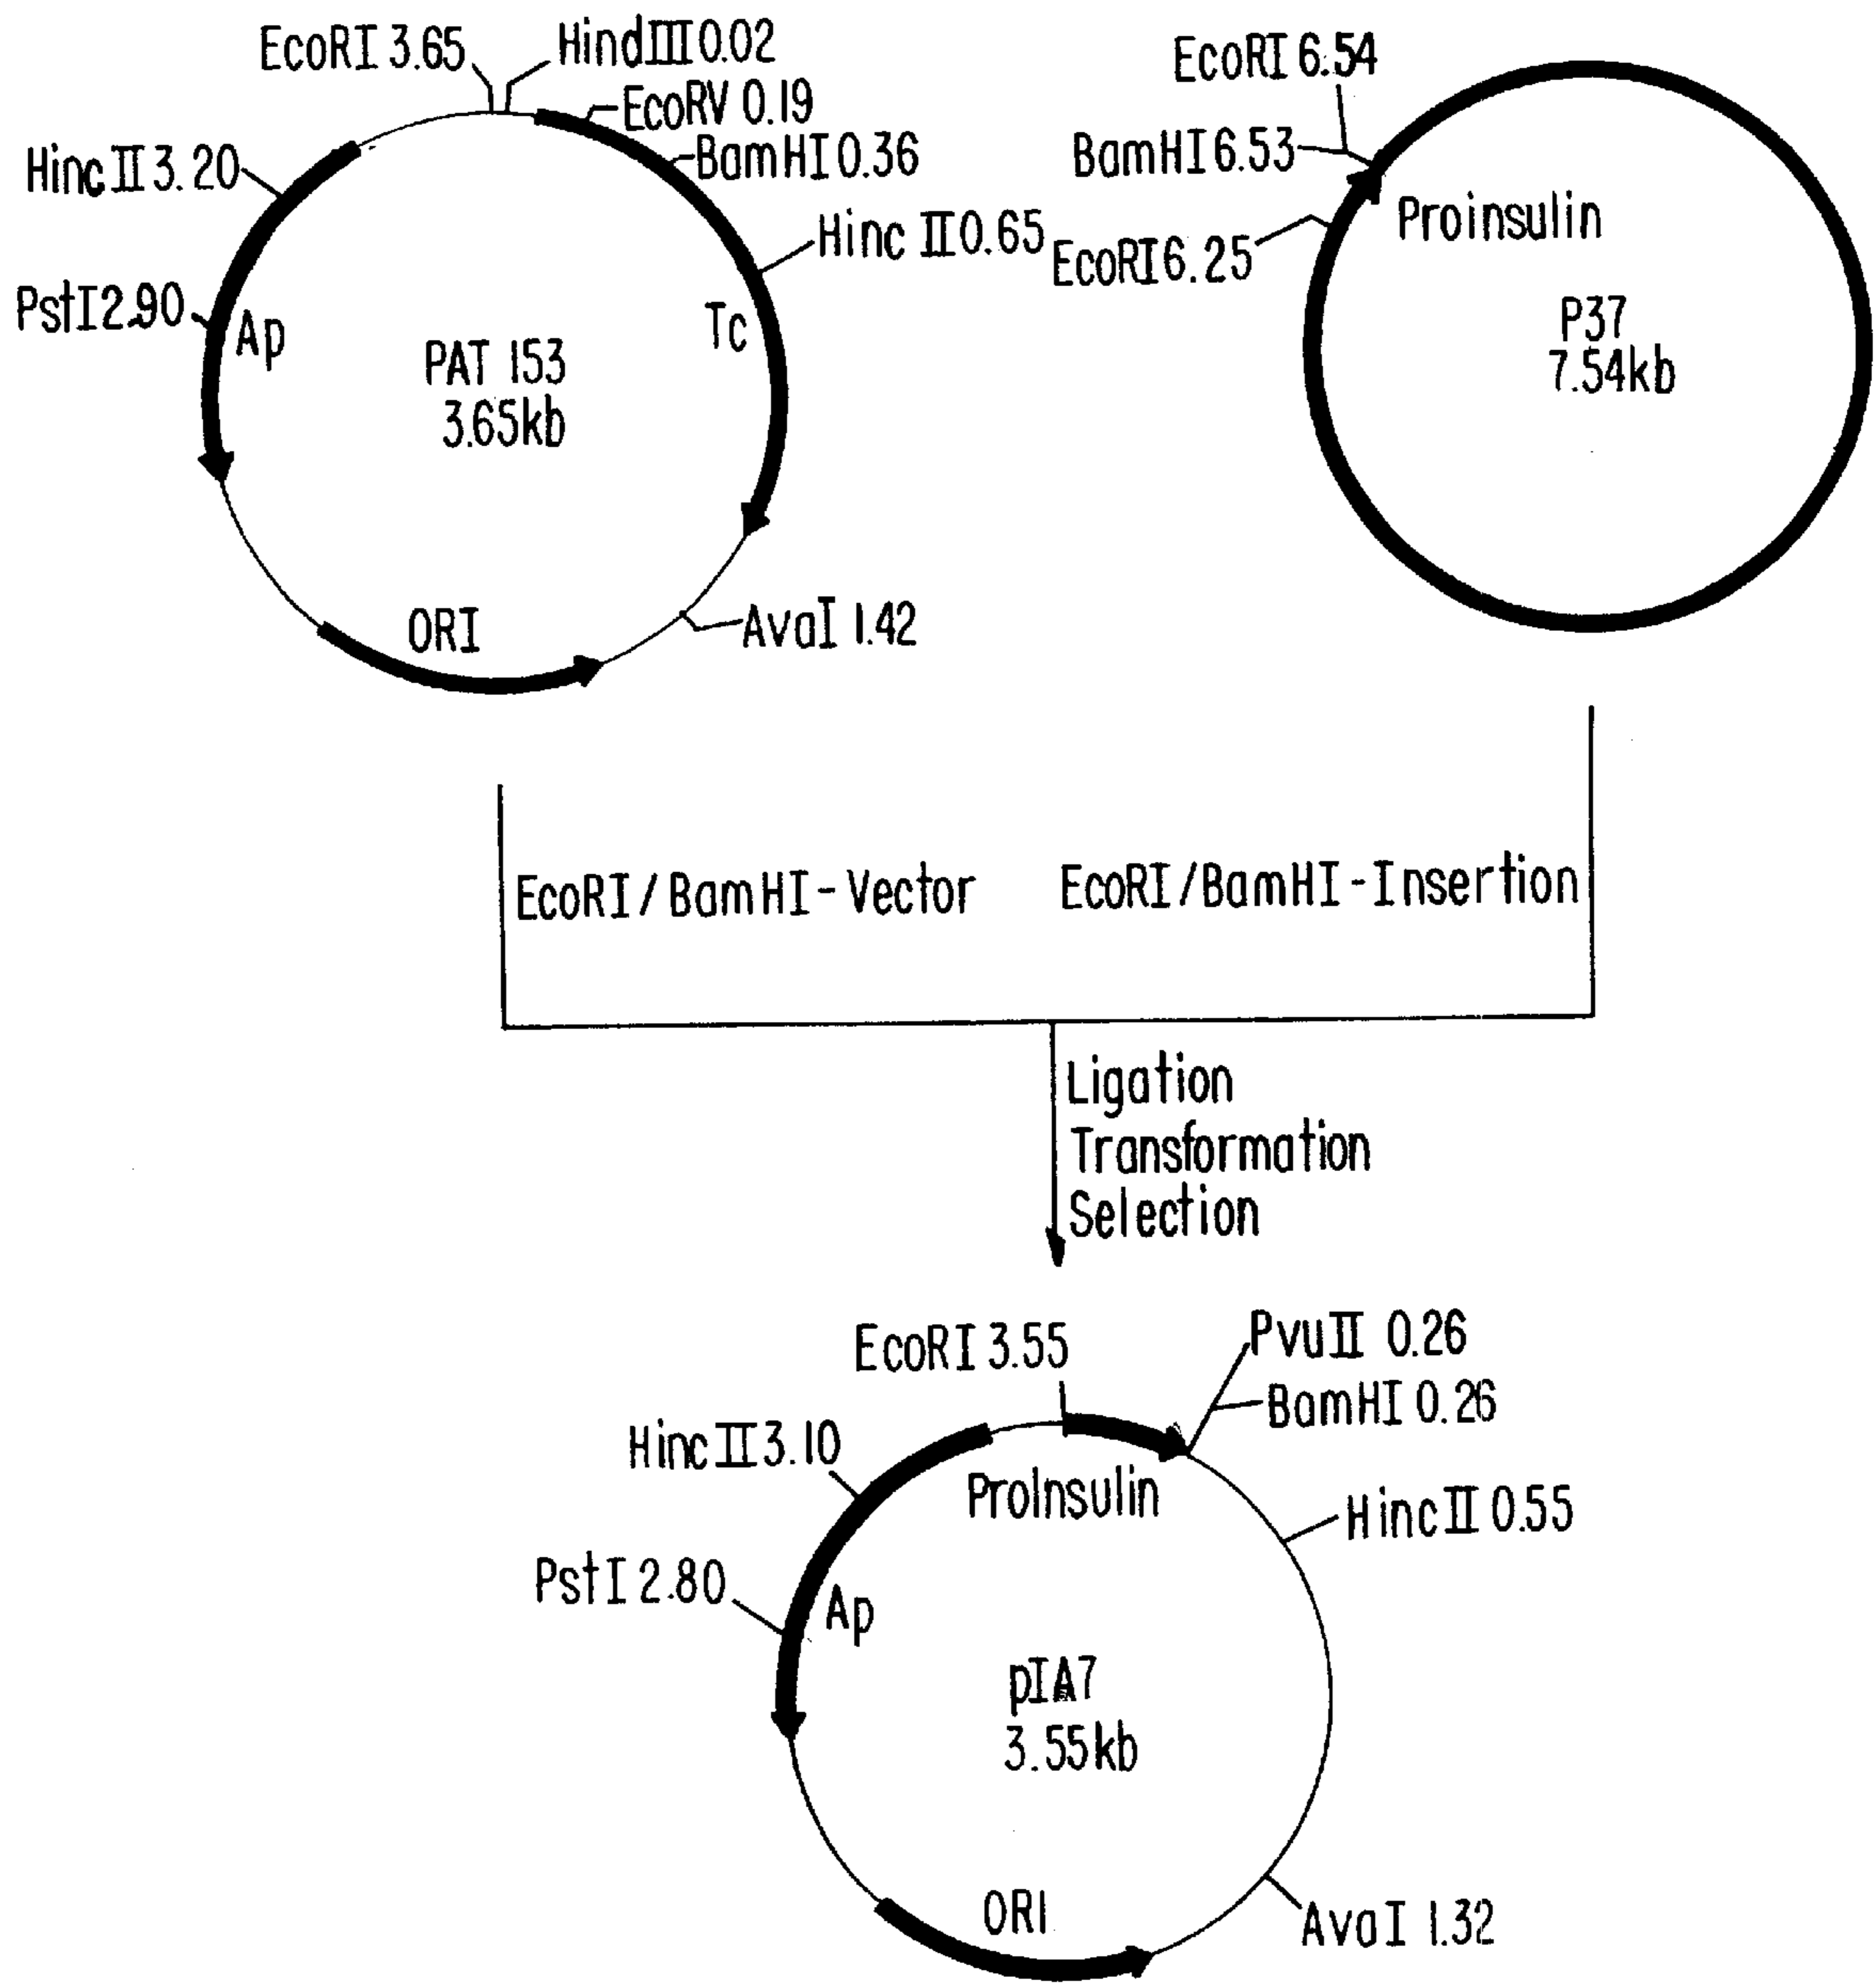 EcoRI 3.65
HindIII 0.02
EcoRV 0.19
BamHI 0.36
HincII 3.20
HincII 0.65
PstI 2.90
Ap
Tc
PAT 153
3.65kb
ORI
AvaI 1.42
EcoRI 6.54
BamHI 6.53
EcoRI 6.25
Proinsulin
P37
7.54kb
EcoRI/BamHI-Vector
EcoRI/BamHI-Insertion
Ligation
Transformation
Selection
EcoRI 3.55
PvuII 0.26
BamHI 0.26
HincII 3.10
ProInsulin
HincII 0.55
PstI 2.80
Ap
pIA7
3.55kb
ORI
AvaI 1.32